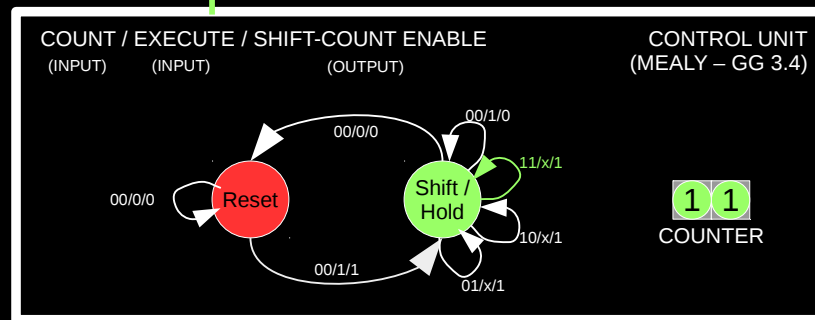 COUNT / EXECUTE / SHIFT-COUNT ENABLE
(INPUT) (INPUT) (OUTPUT)
CONTROL UNIT
(MEALY – GG 3.4)
00/0/0
00/1/0
11/x/1
00/0/0
Reset
Shift /
Hold
1 1
COUNTER
10/x/1
00/1/1
01/x/1